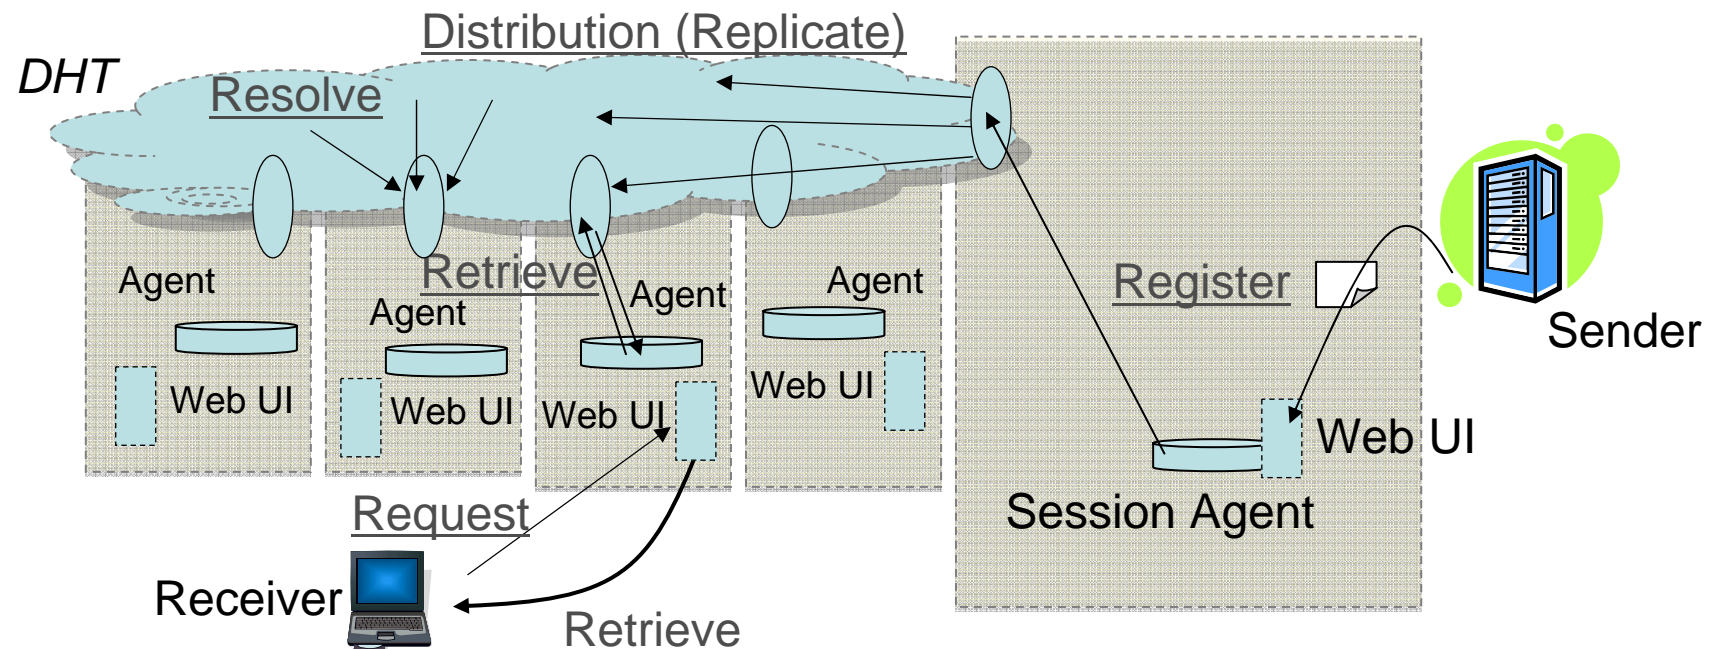 Distribution (Replicate)
DHT
Resolve
Agent
Retrieve
Agent
Agent
Agent
Register
Sender
Web UI
Web UI
Web UI
Web UI
Web UI
Session Agent
Request
Receiver
Retrieve